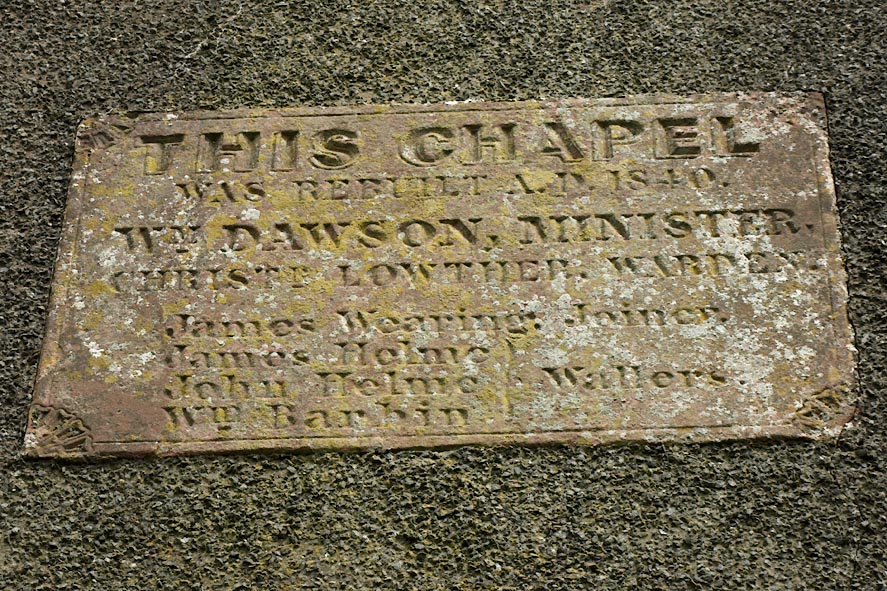 THIS CHAPEL
WAS REBUILT A.D. 1840.
Wm DAWSON, MINISTER.
CHRISTr LOWTHER, WARDEN.
James Wearing, Joiner.
James Helme
John Helme Wallers.
Wm Barbin